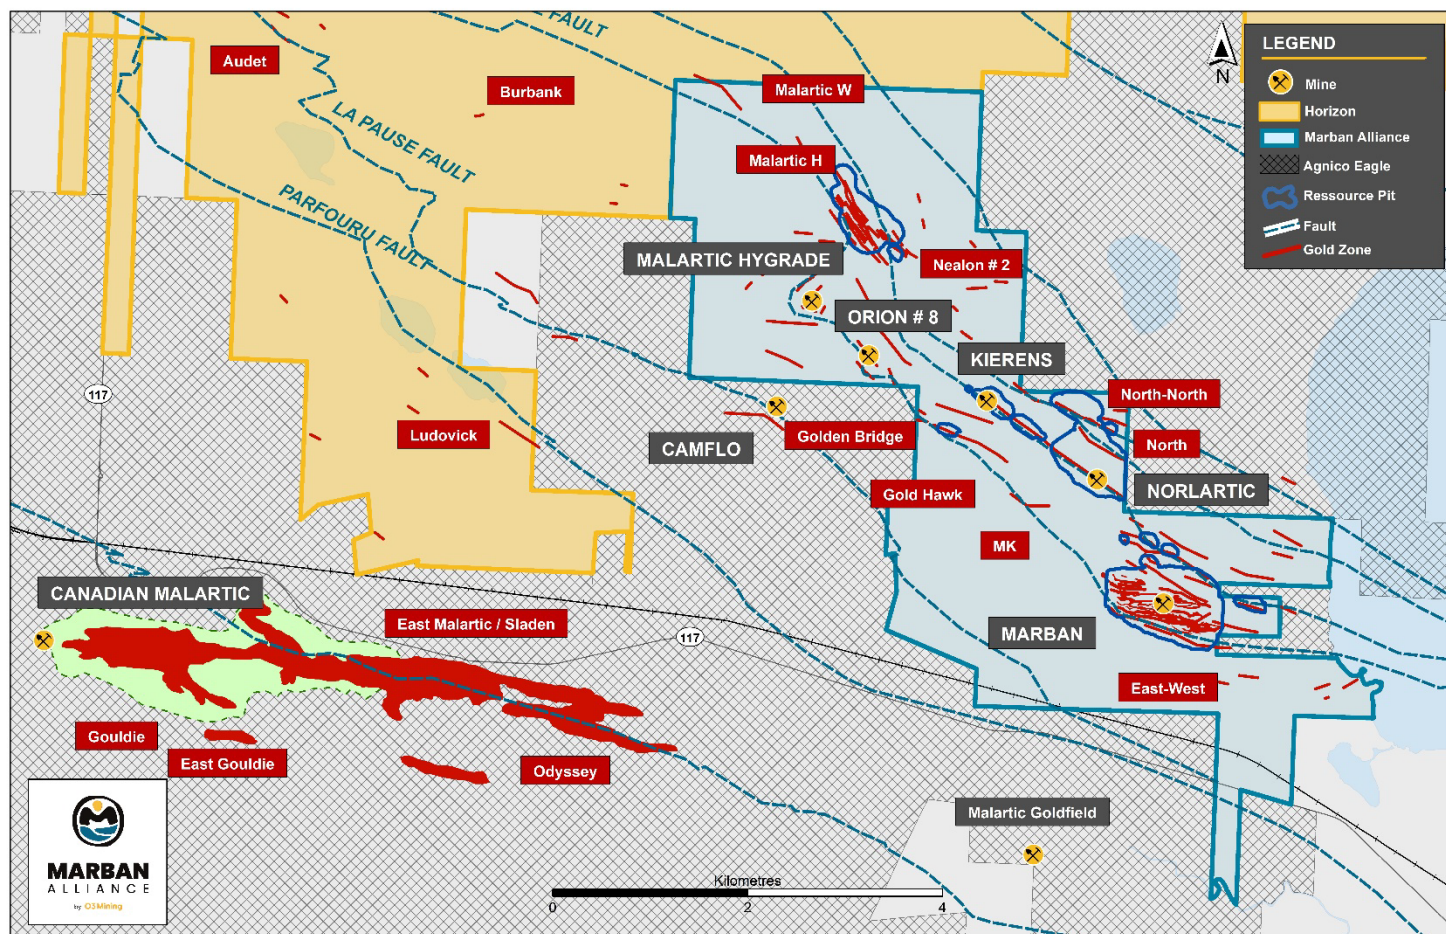 FAULT
LEGEND
Mine
Horizon
Marban Alliance
Agnico Eagle
Ressource Pit
Fault
Gold Zone
N
Audet
Burbank
Malartic W
LA PAUSE FAULT
Malartic H
PARFOURU FAULT
MALARTIC HYGRADE
Nealon # 2
ORION # 8
KIERENS
117
North-North
Ludovick
CAMFLO
Golden Bridge
North
Gold Hawk
NORLARTIC
MK
CANADIAN MALARTIC
East Malartic / Sladen
117
MARBAN
East-West
Gouldie
East Gouldie
Odyssey
Malartic Goldfield
MARBAN
ALLIANCE
by O3 Mining
Kilometres
0 2 4